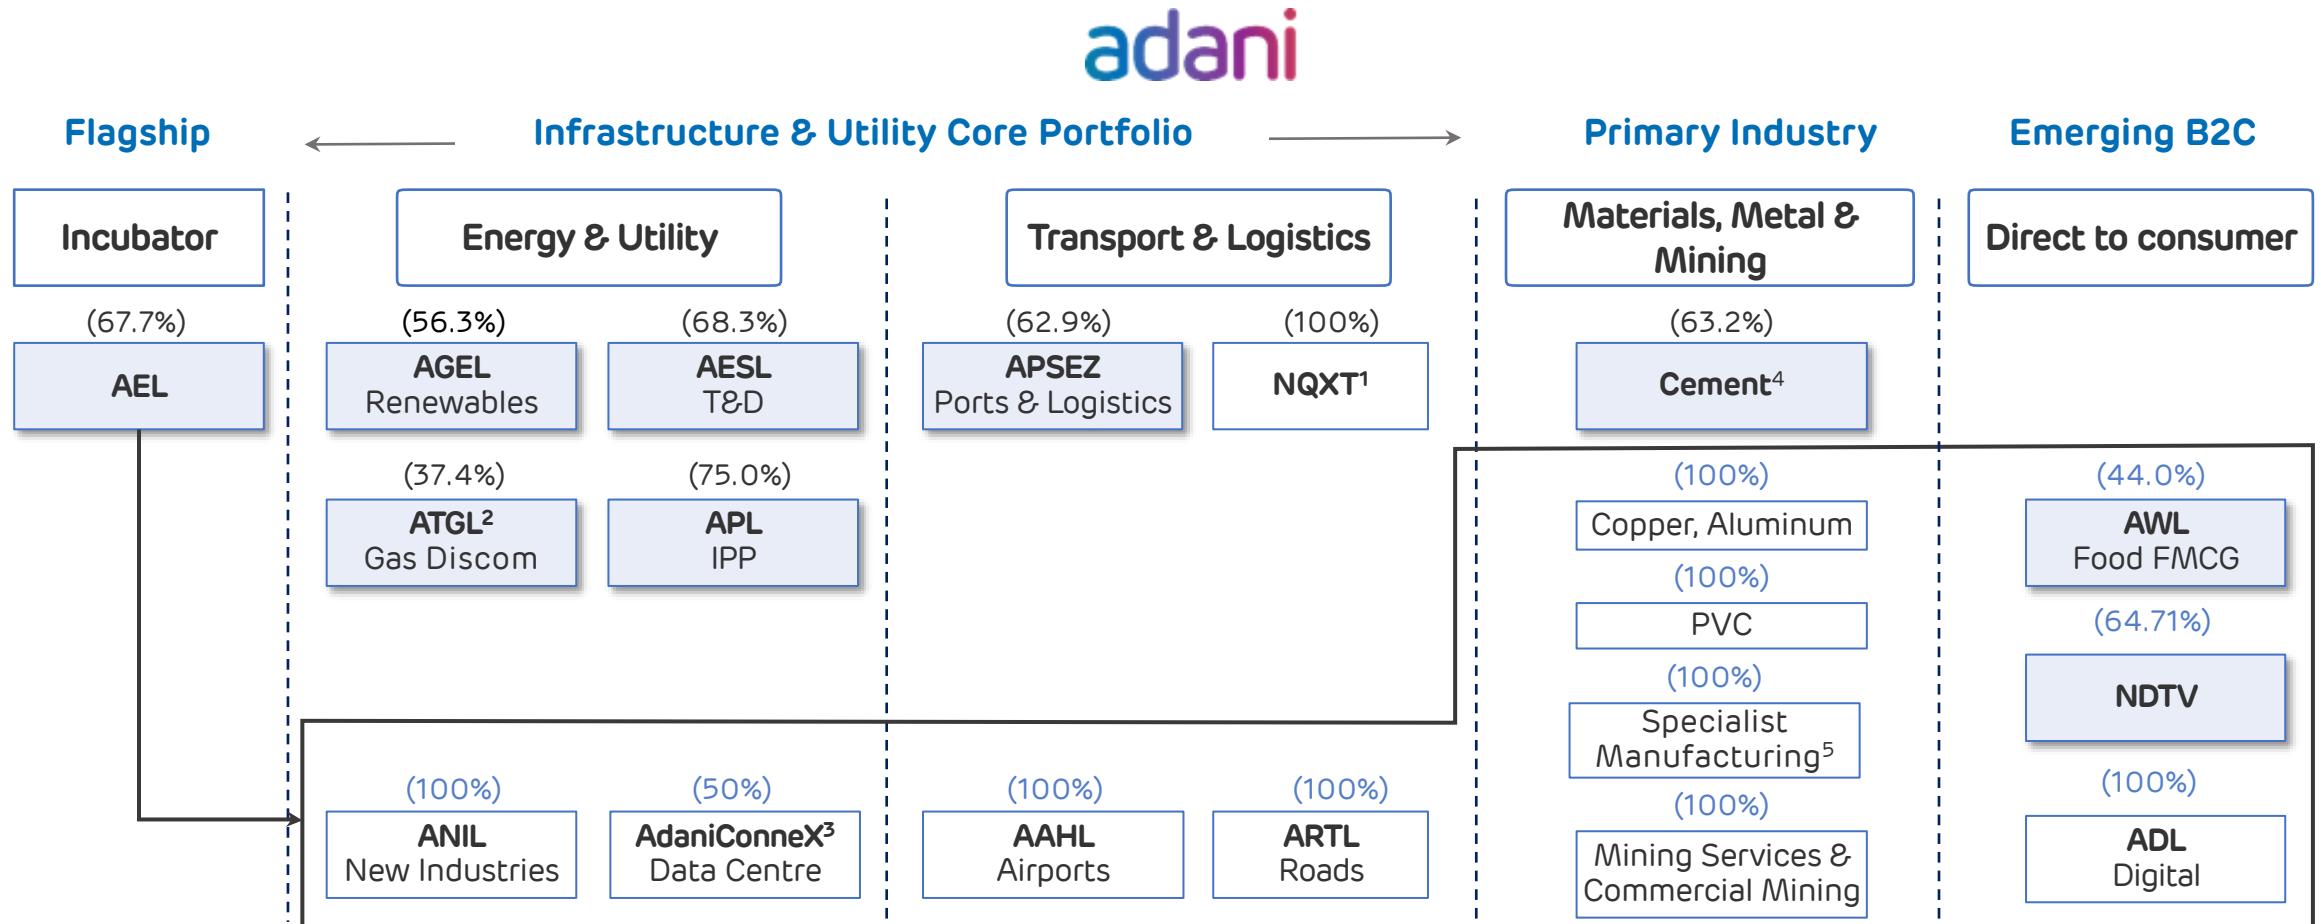 adani
Flagship
Infrastructure & Utility Core Portfolio
Primary Industry
Emerging B2C
Incubator
Energy & Utility
Transport & Logistics
Materials, Metal &
Mining
Direct to consumer
(67.7%)
(56.3%)
(68.3%)
(62.9%)
(100%)
(63.2%)
AEL
AGEL
Renewables
AESL
T&D
APSEZ
Ports & Logistics
NQXT¹
Cement⁴
(37.4%)
(75.0%)
(100%)
(44.0%)
ATGL²
Gas Discom
APL
IPP
Copper, Aluminum
AWL
Food FMCG
(100%)
PVC
(64.71%)
NDTV
(100%)
Specialist
Manufacturing⁵
(100%)
(50%)
(100%)
(100%)
(100%)
(100%)
ANIL
New Industries
AdaniConneX³
Data Centre
AAHL
Airports
ARTL
Roads
Mining Services &
Commercial Mining
ADL
Digital